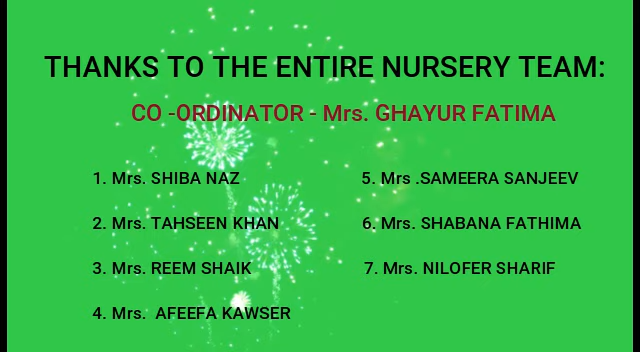 THANKS TO THE ENTIRE NURSERY TEAM:
CO -ORDINATOR - Mrs. GHAYUR FATIMA
1. Mrs. SHIBA NAZ
2. Mrs. TAHSEEN KHAN
3. Mrs. REEM SHAIK
4. Mrs.  AFEEFA KAWSER
5. Mrs .SAMEERA SANJEEV
6. Mrs. SHABANA FATHIMA
7. Mrs. NILOFER SHARIF